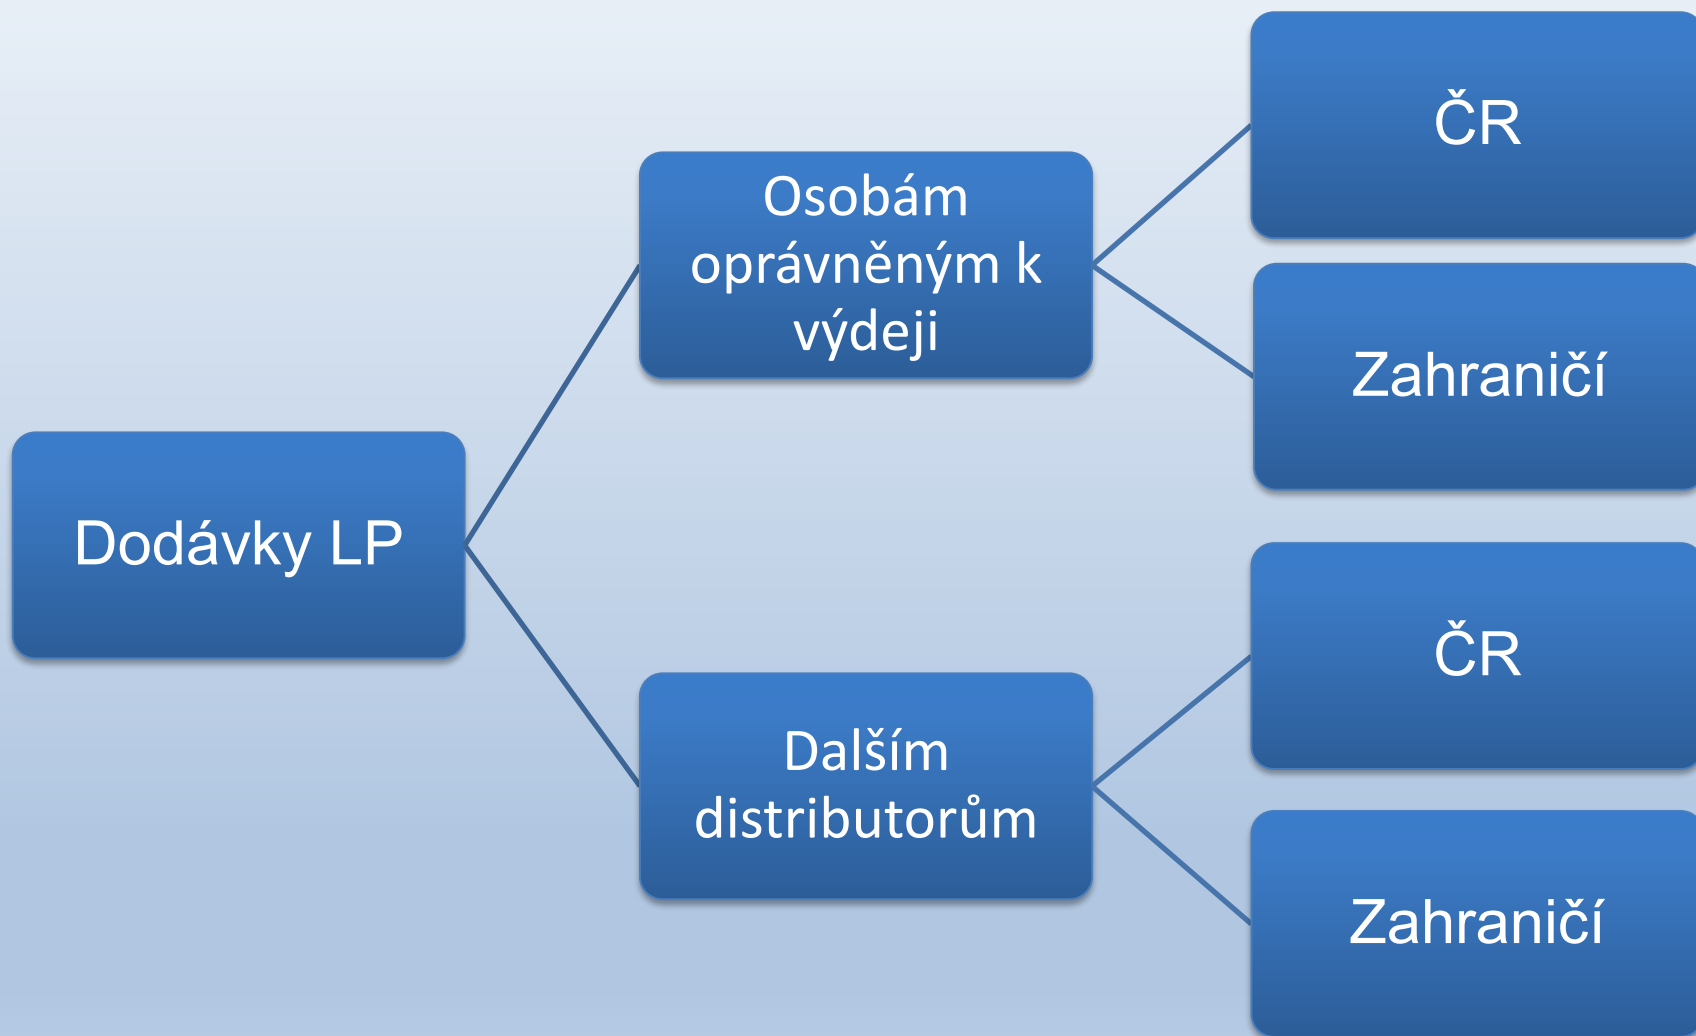 Dodávky LP
Osobám
oprávněným k
výdeji
ČR
Zahraničí
Dalším
distributorům
ČR
Zahraničí